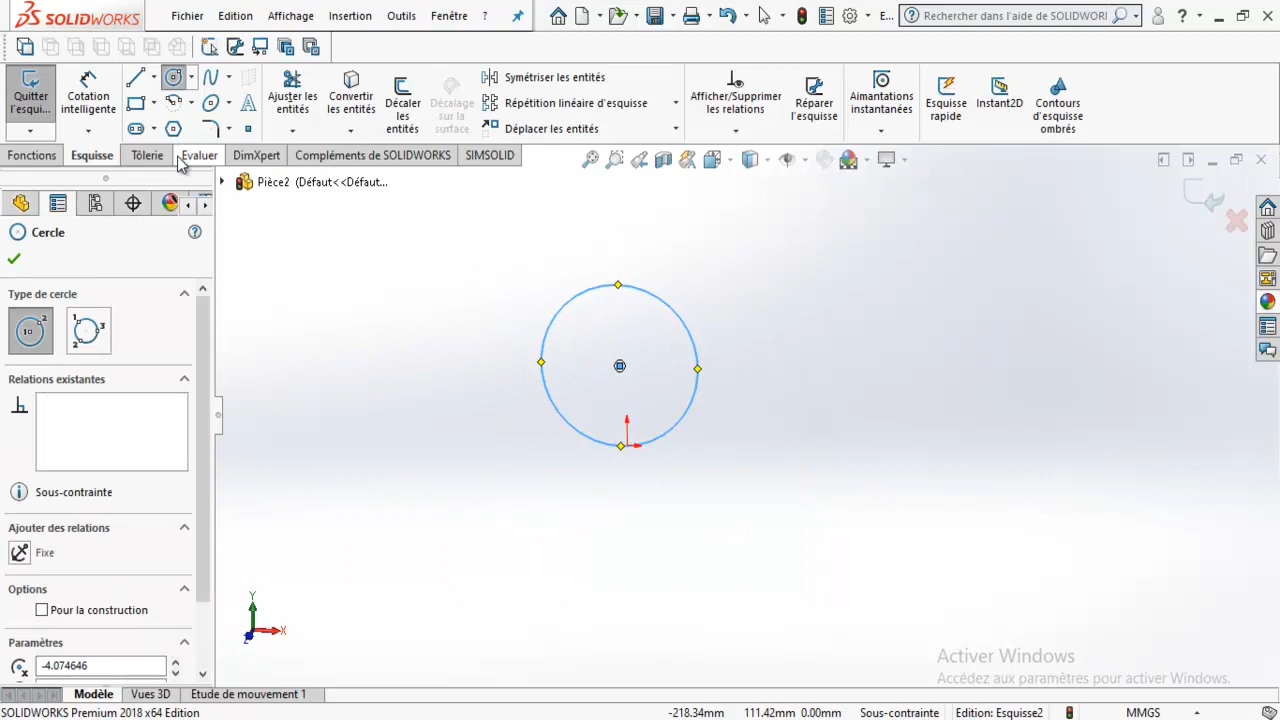 SOLIDWORKS Fichier Edition Affichage Insertion Outils Fenêtre ? E... Rechercher dans l'aide de SOLIDWORI ?
Quitter l'esqui...
Cotation intelligente
Ajuster les entités
Convertir les entités
Décaler les entités
Décalage sur la surface
Symétriser les entités
Répétition linéaire d'esquisse
Déplacer les entités
Afficher/Supprimer les relations
Réparer l'esquisse
Aimantations instantanées
Esquisse rapide
Instant2D
Contours d'esquisse ombrés
Fonctions Esquisse Tôlerie Evaluer DimXpert Compléments de SOLIDWORKS SIMSOLID
Pièce2 (Défaut<<Défaut...
Cercle
Type de cercle
Relations existantes
Sous-contrainte
Ajouter des relations
Fixe
Options
Pour la construction
Paramètres
-4.074646
Y
X
Z
Activer Windows
Accédez aux paramètres pour activer Windows.
Modèle Vues 3D Etude de mouvement 1
SOLIDWORKS Premium 2018 x64 Edition -218.34mm 111.42mm 0.00mm Sous-contrainte Edition: Esquisse2 MMGS